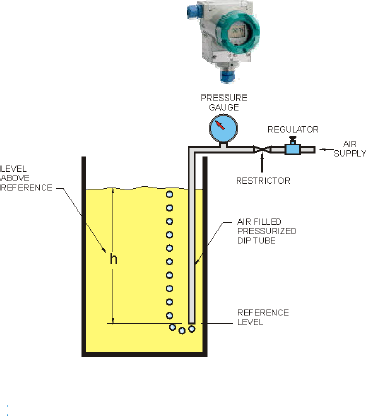 PRESSURE
GAUGE
REGULATOR
AIR
SUPPLY
RESTRICTOR
LEVEL
ABOVE
REFERENCE
AIR FILLED
PRESSURIZED
DIP TUBE
h
REFERENCE
LEVEL